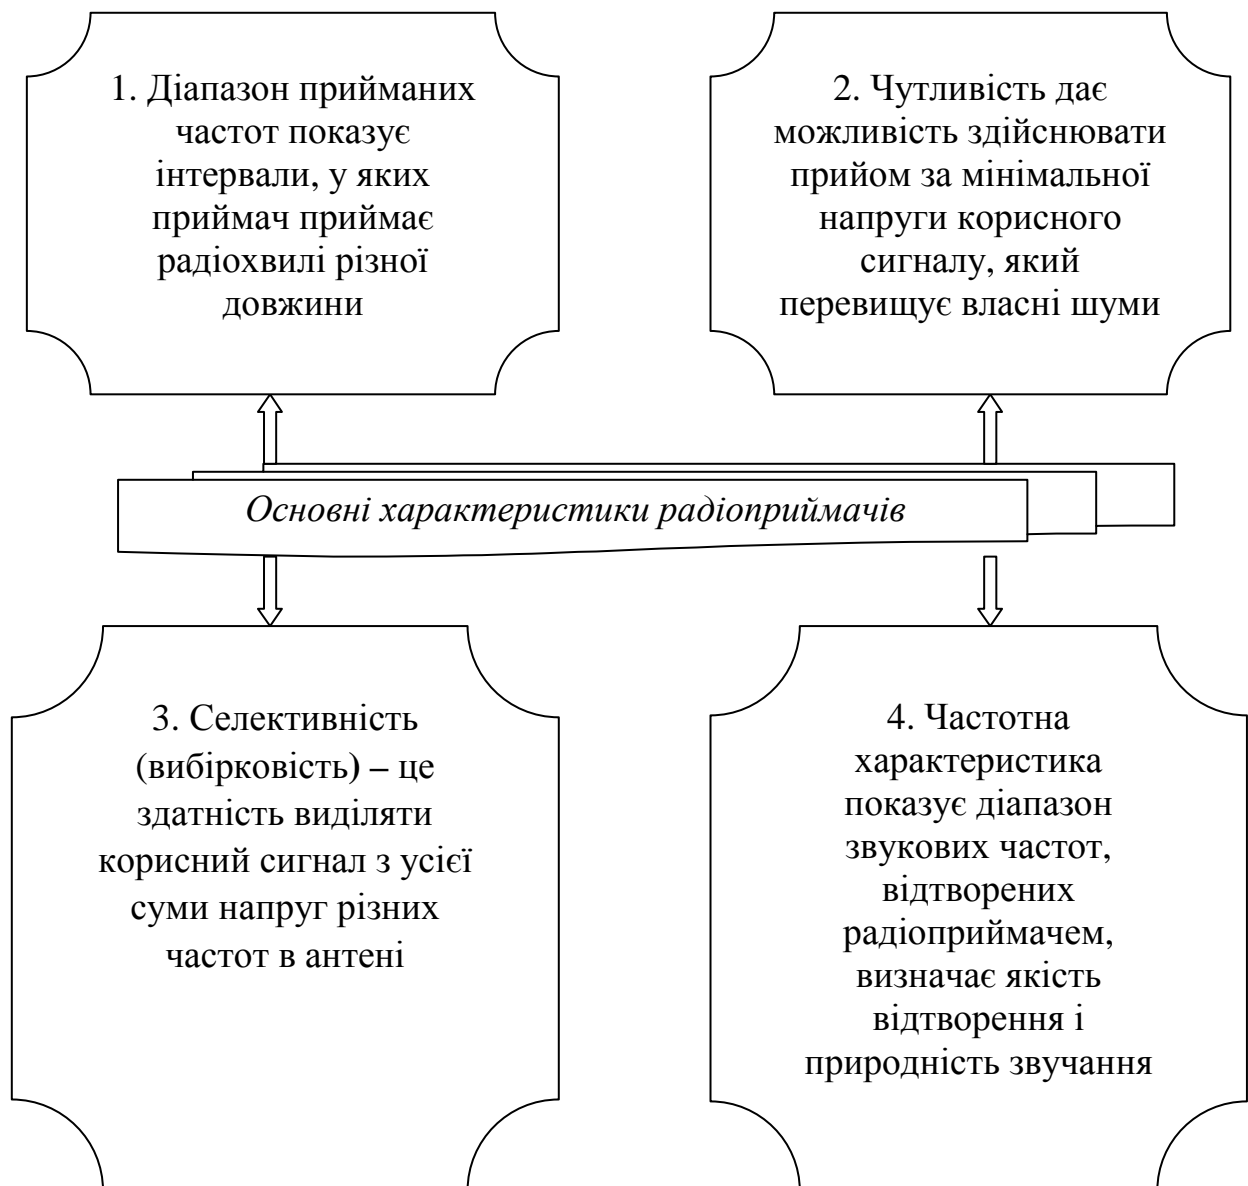 1. Діапазон прийманих
частот показує
інтервали, у яких
приймач приймає
радіохвилі різної
довжини
2. Чутливість дає
можливість здійснювати
прийом за мінімальної
напруги корисного
сигналу, який
перевищує власні шуми
Основні характеристики радіоприймачів
3. Селективність
(вибірковість) – це
здатність виділяти
корисний сигнал з усієї
суми напруг різних
частот в антені
4. Частотна
характеристика
показує діапазон
звукових частот,
відтворених
радіоприймачем,
визначає якість
відтворення і
природність звучання